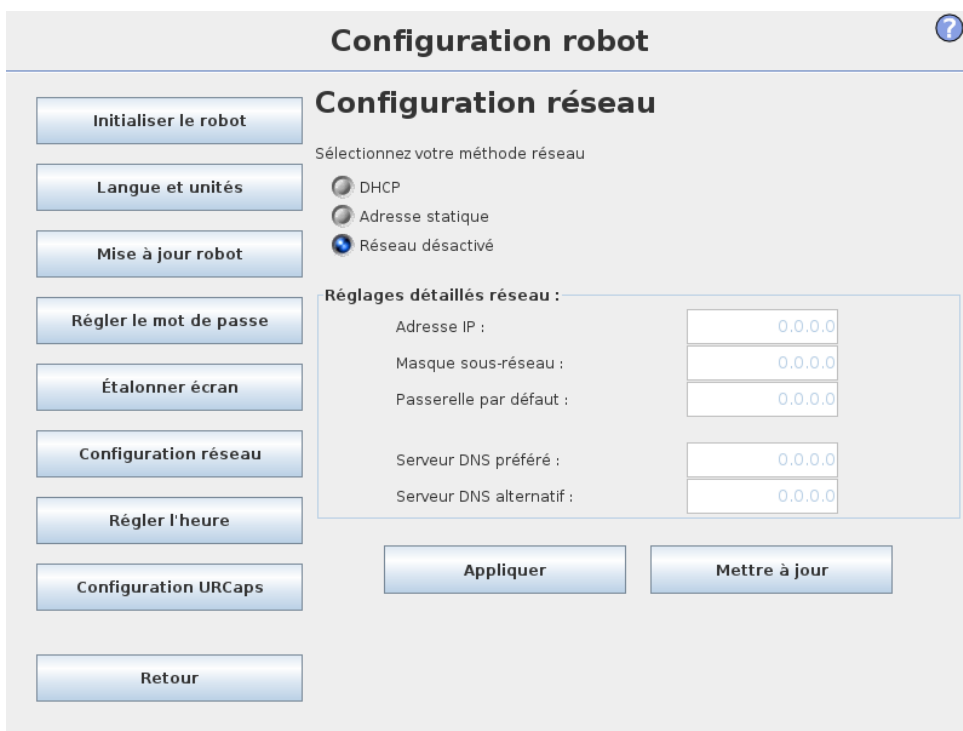 Configuration robot
?
Initialiser le robot
Langue et unités
Mise à jour robot
Régler le mot de passe
Étalonner écran
Configuration réseau
Régler l'heure
Configuration URCaps
Retour
Configuration réseau
Sélectionnez votre méthode réseau
DHCP
Adresse statique
Réseau désactivé
Réglages détaillés réseau :
Adresse IP : 0.0.0.0
Masque sous-réseau : 0.0.0.0
Passerelle par défaut : 0.0.0.0
Serveur DNS préféré : 0.0.0.0
Serveur DNS alternatif : 0.0.0.0
Appliquer Mettre à jour